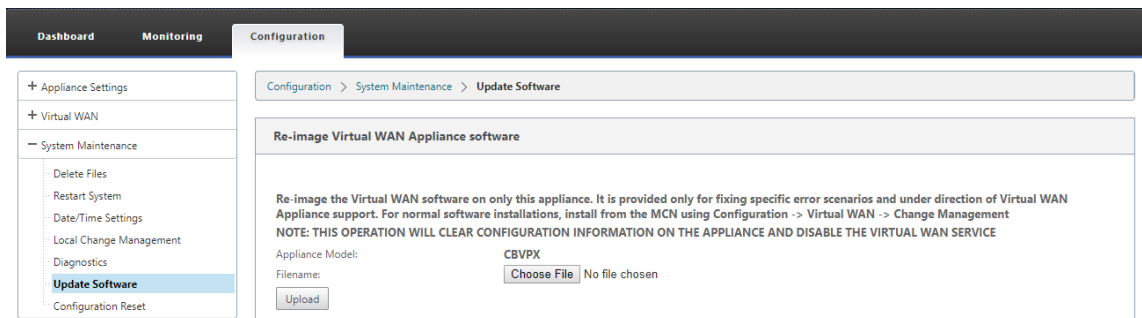 Dashboard Monitoring Configuration
+ Appliance Settings
+ Virtual WAN
− System Maintenance
Delete Files
Restart System
Date/Time Settings
Local Change Management
Diagnostics
Update Software
Configuration Reset
Configuration > System Maintenance > Update Software
Re-image Virtual WAN Appliance software
Re-image the Virtual WAN software on only this appliance. It is provided only for fixing specific error scenarios and under direction of Virtual WAN
Appliance support. For normal software installations, install from the MCN using Configuration -> Virtual WAN -> Change Management
NOTE: THIS OPERATION WILL CLEAR CONFIGURATION INFORMATION ON THE APPLIANCE AND DISABLE THE VIRTUAL WAN SERVICE
Appliance Model: CBVPX
Filename: Choose File No file chosen
Upload